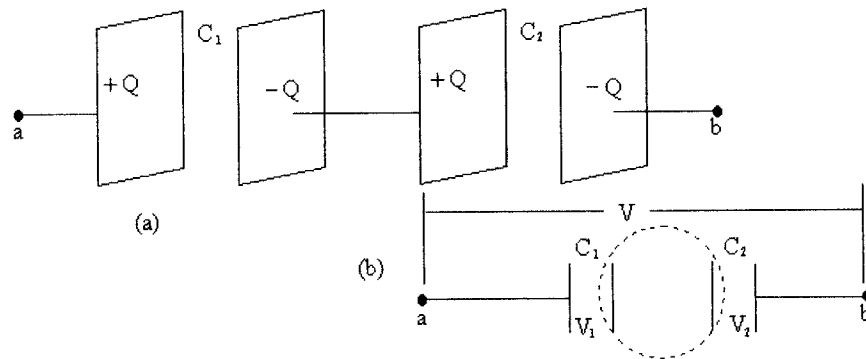 C₁ C₂
+Q −Q +Q −Q
a b
(a)
V
(b) C₁ C₂
a V₁ V₂ b